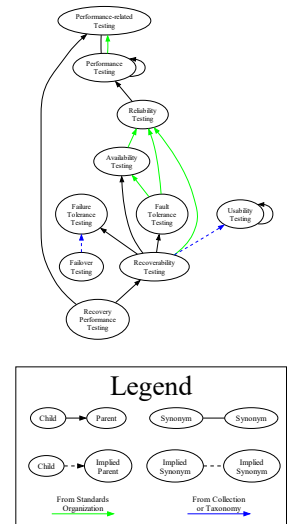 Performance-related
Testing
Performance
Testing
Reliability
Testing
Availability
Testing
Failure
Tolerance
Testing
Fault
Tolerance
Testing
Usability
Testing
Failover
Testing
Recoverability
Testing
Recovery
Performance
Testing
Legend
Child
Parent
Synonym
Synonym
Child
Implied
Parent
Implied
Synonym
Implied
Synonym
From Standards
Organization
From Collection
or Taxonomy